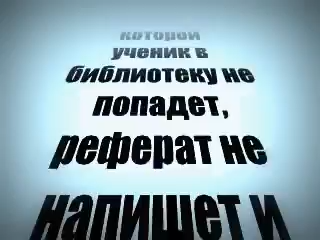 которой
ученик в
библиотеку не
попадет,
реферат не
напишет и